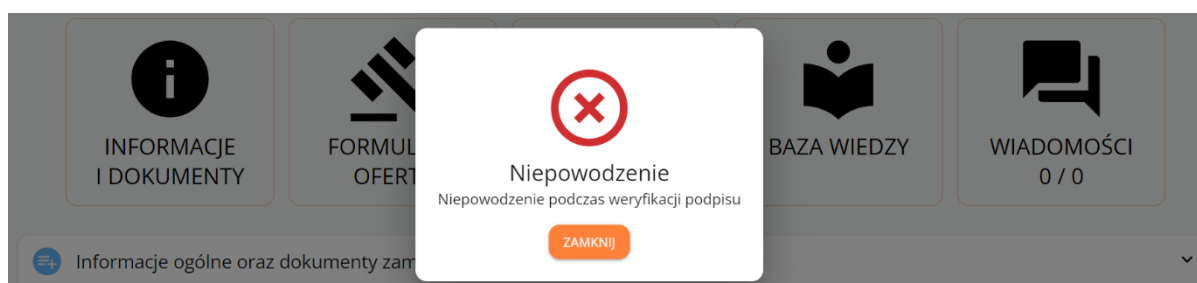 INFORMACJE
I DOKUMENTY
FORMUL
OFERT
BAZA WIEDZY
WIADOMOŚCI
0 / 0
Niepowodzenie
Niepowodzenie podczas weryfikacji podpisu
ZAMKNIJ
Informacje ogólne oraz dokumenty zam